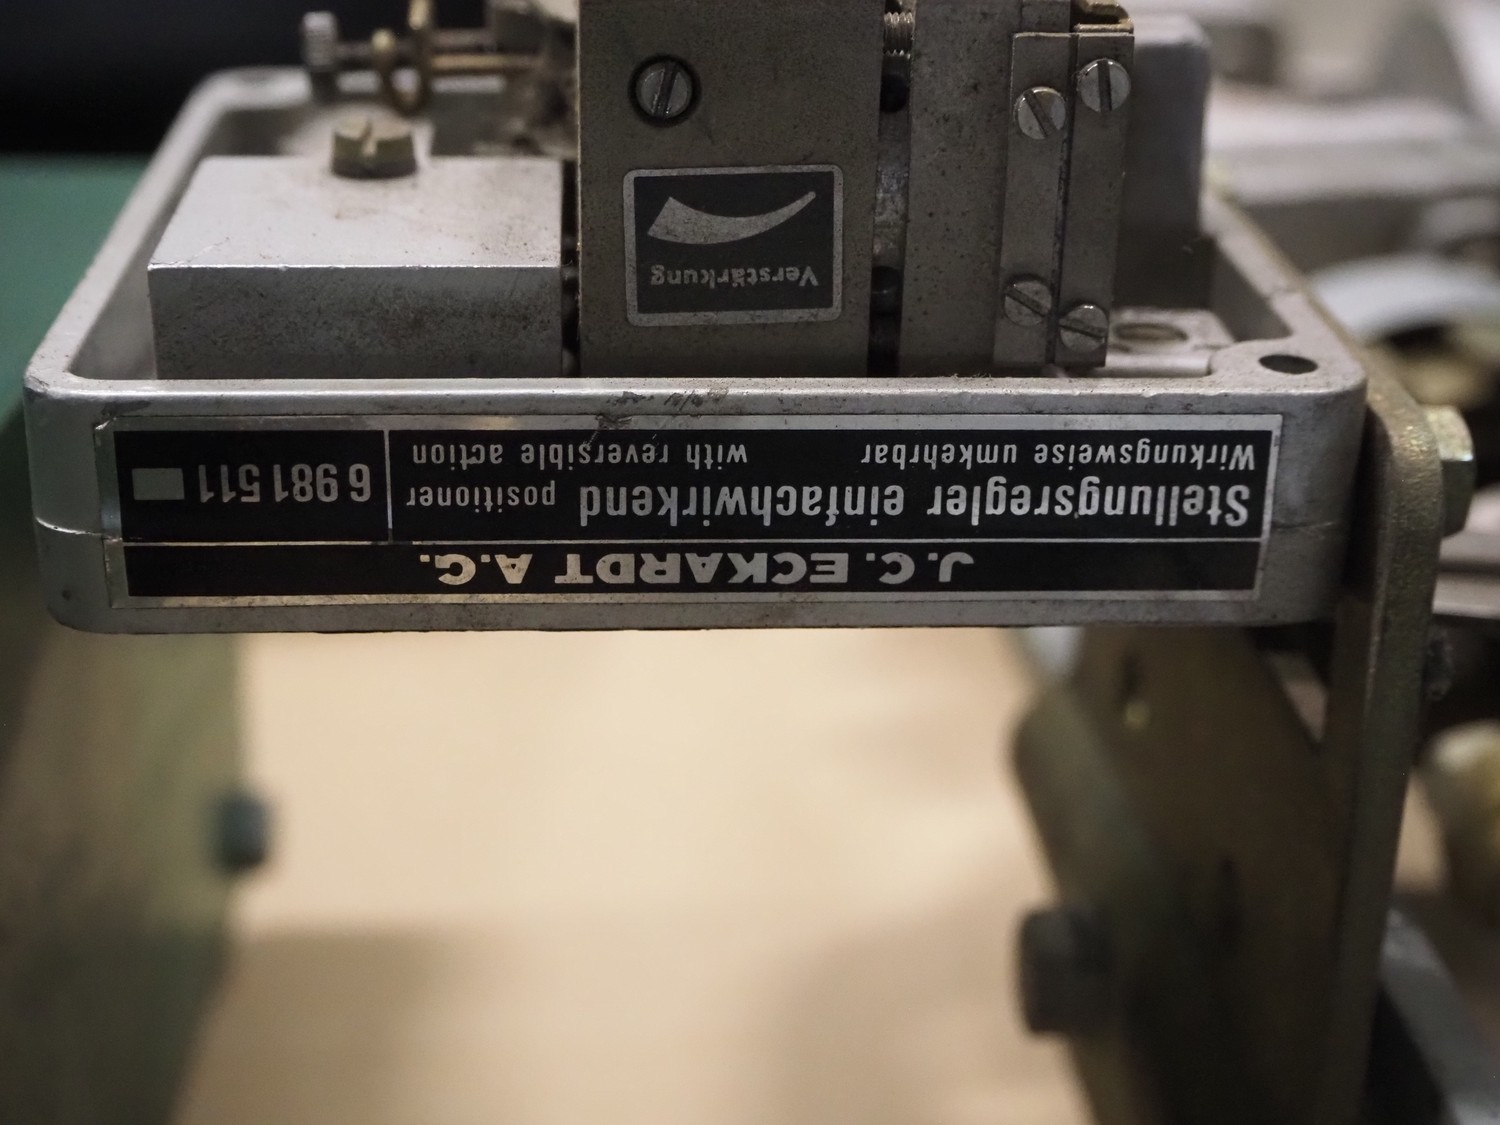 J.C. ECKARDT A.G.
Stellungsregler einfachwirkend positioner
Wirkungsweise umkehrbar with reversible action
6 981 511
Verstärkung